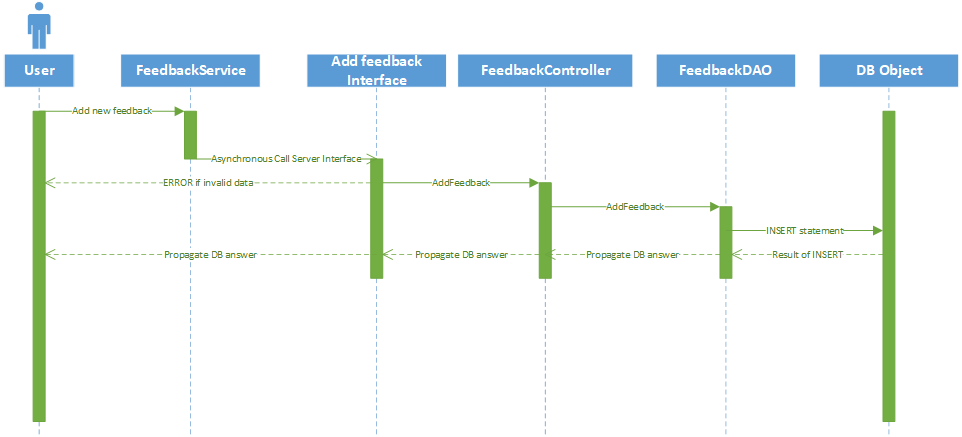 User
FeedbackService
Add feedback
Interface
FeedbackController
FeedbackDAO
DB Object
Add new feedback
Asynchronous Call Server Interface
ERROR if invalid data
AddFeedback
AddFeedback
INSERT statement
Propagate DB answer
Propagate DB answer
Propagate DB answer
Result of INSERT